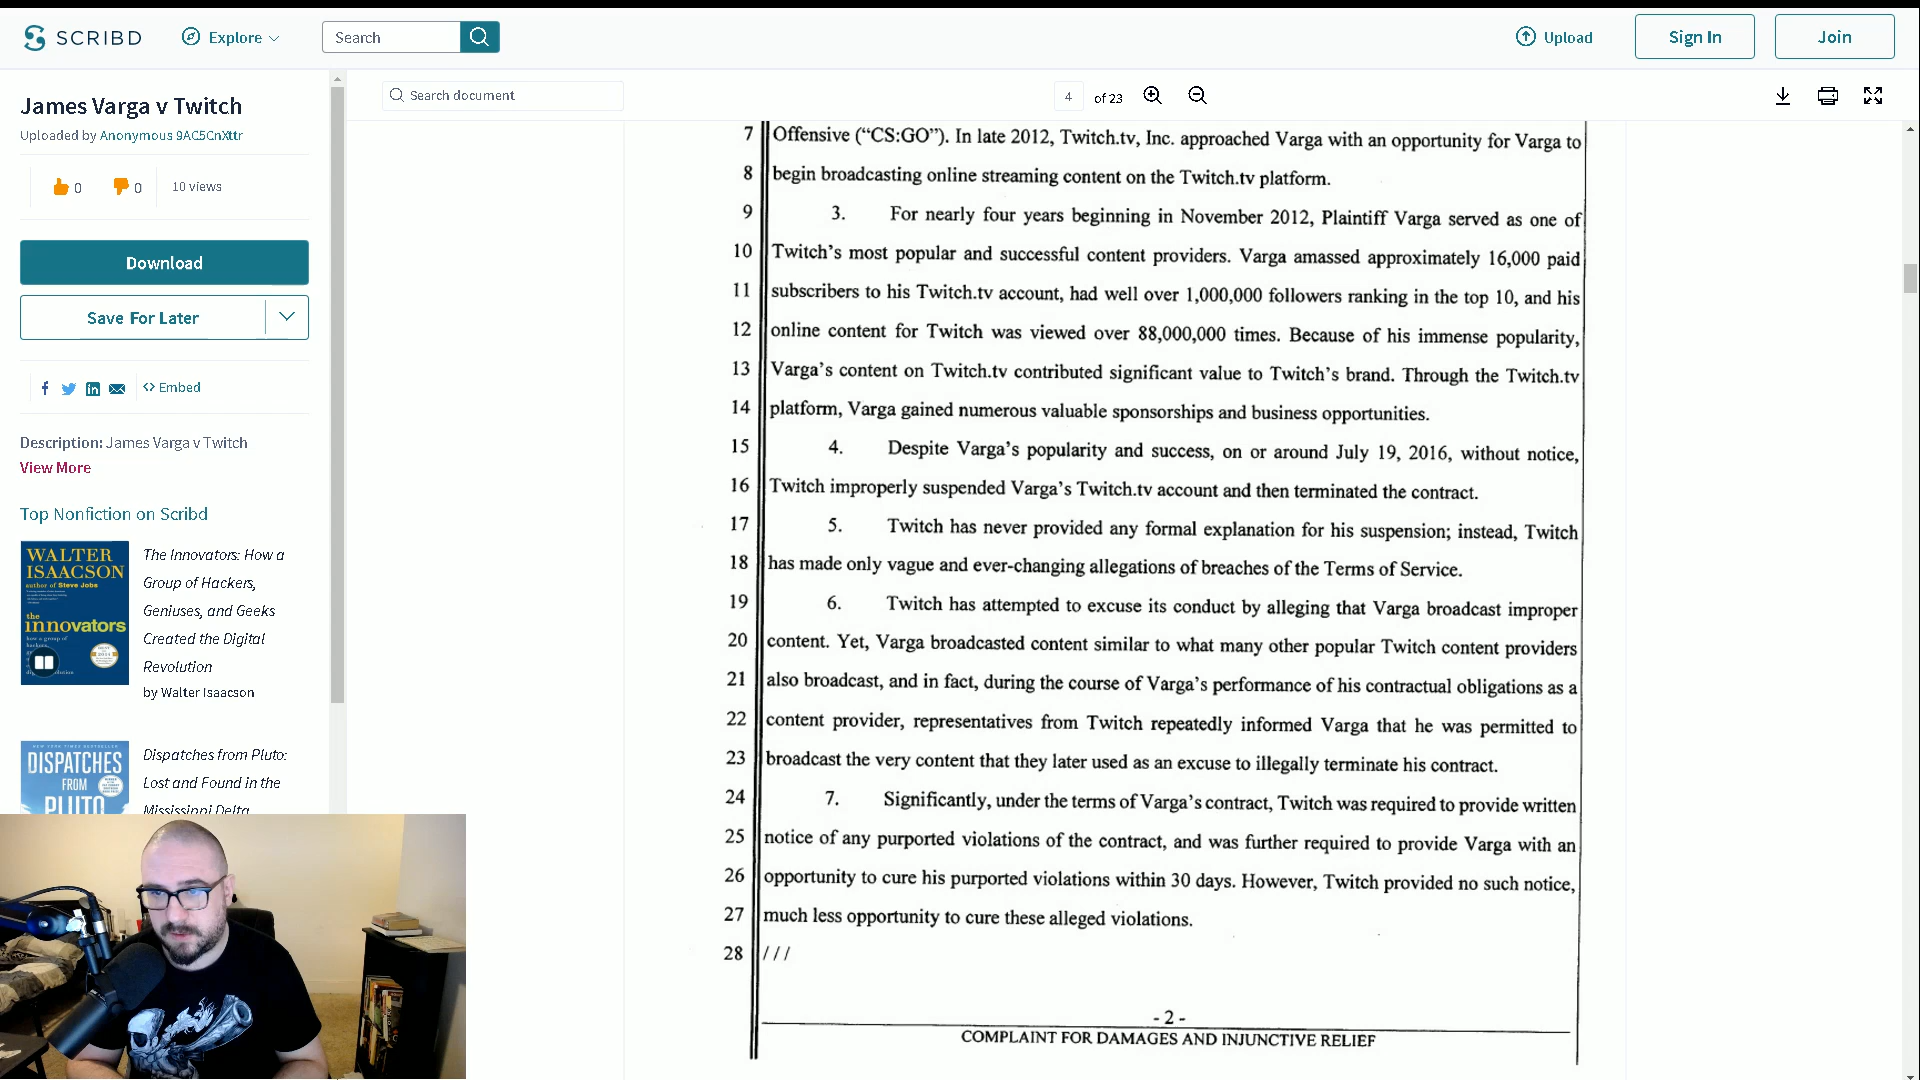 SCRIBD
Explore
Search
Upload
Sign In
Join
James Varga v Twitch
Uploaded by Anonymous 9AC5CnXttr
0
0
10 views
Download
Save For Later
Embed
Description: James Varga v Twitch
View More
Top Nonfiction on Scribd
WALTER
ISAACSON
author of Steve Jobs
the
innovators
The Innovators: How a
Group of Hackers,
Geniuses, and Geeks
Created the Digital
Revolution
by Walter Isaacson
DISPATCHES
FROM
PLUTO
Dispatches from Pluto:
Lost and Found in the
Mississippi Delta
Search document
4 of 23
7 Offensive (“CS:GO”). In late 2012, Twitch.tv, Inc. approached Varga with an opportunity for Varga to
8 begin broadcasting online streaming content on the Twitch.tv platform.
9 3. For nearly four years beginning in November 2012, Plaintiff Varga served as one of
10 Twitch’s most popular and successful content providers. Varga amassed approximately 16,000 paid
11 subscribers to his Twitch.tv account, had well over 1,000,000 followers ranking in the top 10, and his
12 online content for Twitch was viewed over 88,000,000 times. Because of his immense popularity,
13 Varga’s content on Twitch.tv contributed significant value to Twitch’s brand. Through the Twitch.tv
14 platform, Varga gained numerous valuable sponsorships and business opportunities.
15 4. Despite Varga’s popularity and success, on or around July 19, 2016, without notice,
16 Twitch improperly suspended Varga’s Twitch.tv account and then terminated the contract.
17 5. Twitch has never provided any formal explanation for his suspension; instead, Twitch
18 has made only vague and ever-changing allegations of breaches of the Terms of Service.
19 6. Twitch has attempted to excuse its conduct by alleging that Varga broadcast improper
20 content. Yet, Varga broadcasted content similar to what many other popular Twitch content providers
21 also broadcast, and in fact, during the course of Varga’s performance of his contractual obligations as a
22 content provider, representatives from Twitch repeatedly informed Varga that he was permitted to
23 broadcast the very content that they later used as an excuse to illegally terminate his contract.
24 7. Significantly, under the terms of Varga’s contract, Twitch was required to provide written
25 notice of any purported violations of the contract, and was further required to provide Varga with an
26 opportunity to cure his purported violations within 30 days. However, Twitch provided no such notice,
27 much less opportunity to cure these alleged violations.
28 ///
- 2 -
COMPLAINT FOR DAMAGES AND INJUNCTIVE RELIEF